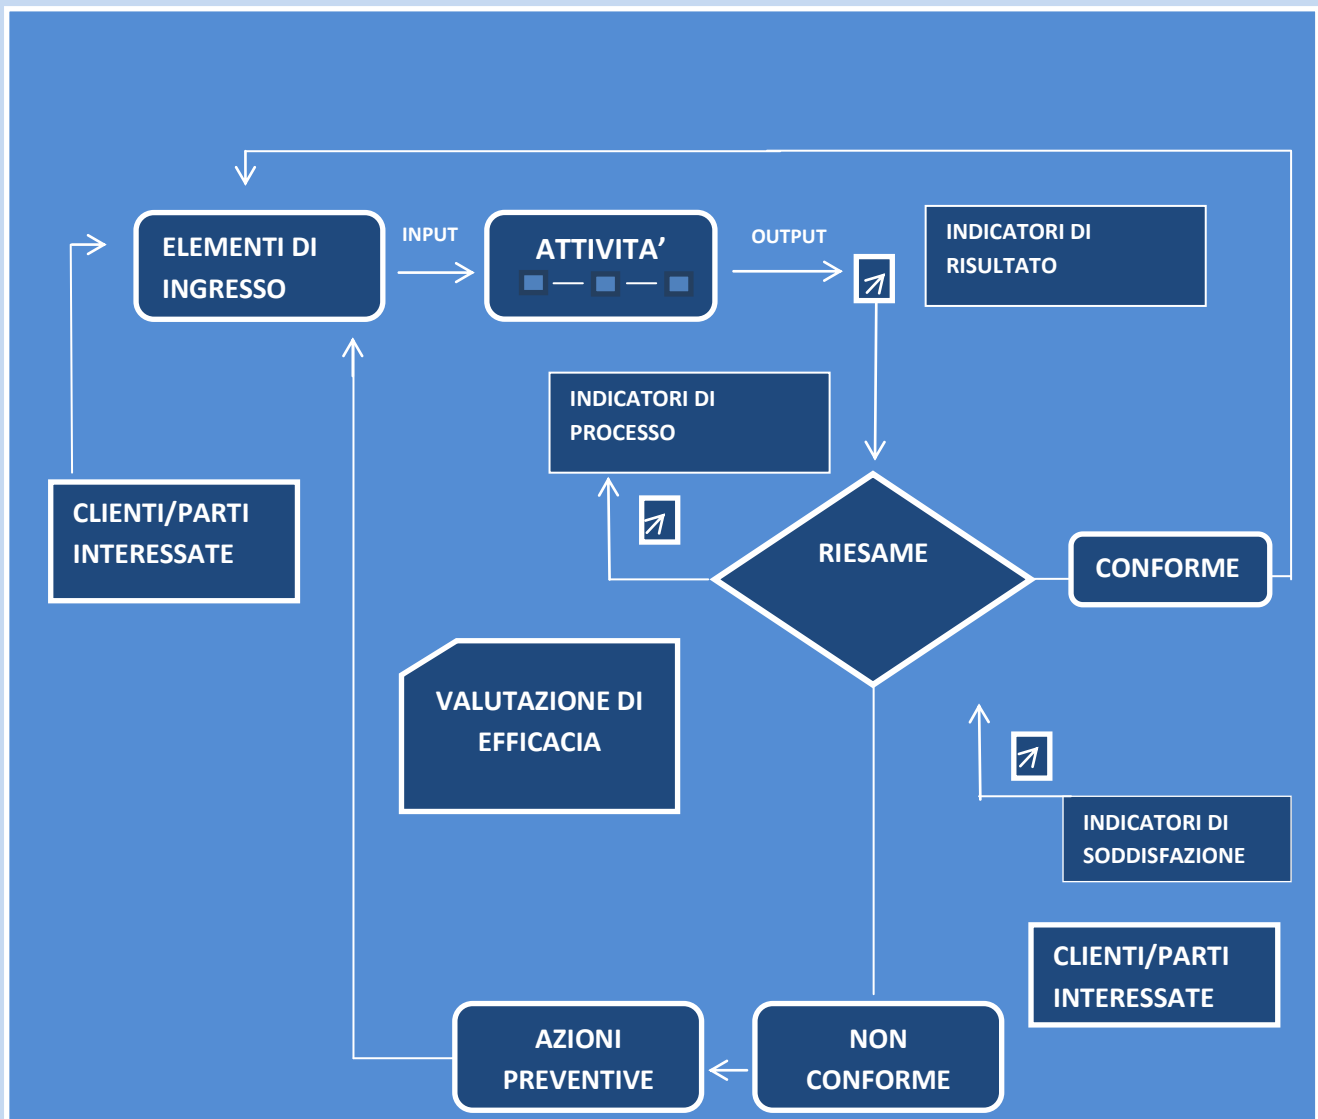 ELEMENTI DI
INGRESSO
INPUT
ATTIVITA’
OUTPUT
INDICATORI DI
RISULTATO
INDICATORI DI
PROCESSO
CLIENTI/PARTI
INTERESSATE
RIESAME
CONFORME
VALUTAZIONE DI
EFFICACIA
INDICATORI DI
SODDISFAZIONE
CLIENTI/PARTI
INTERESSATE
AZIONI
PREVENTIVE
NON
CONFORME